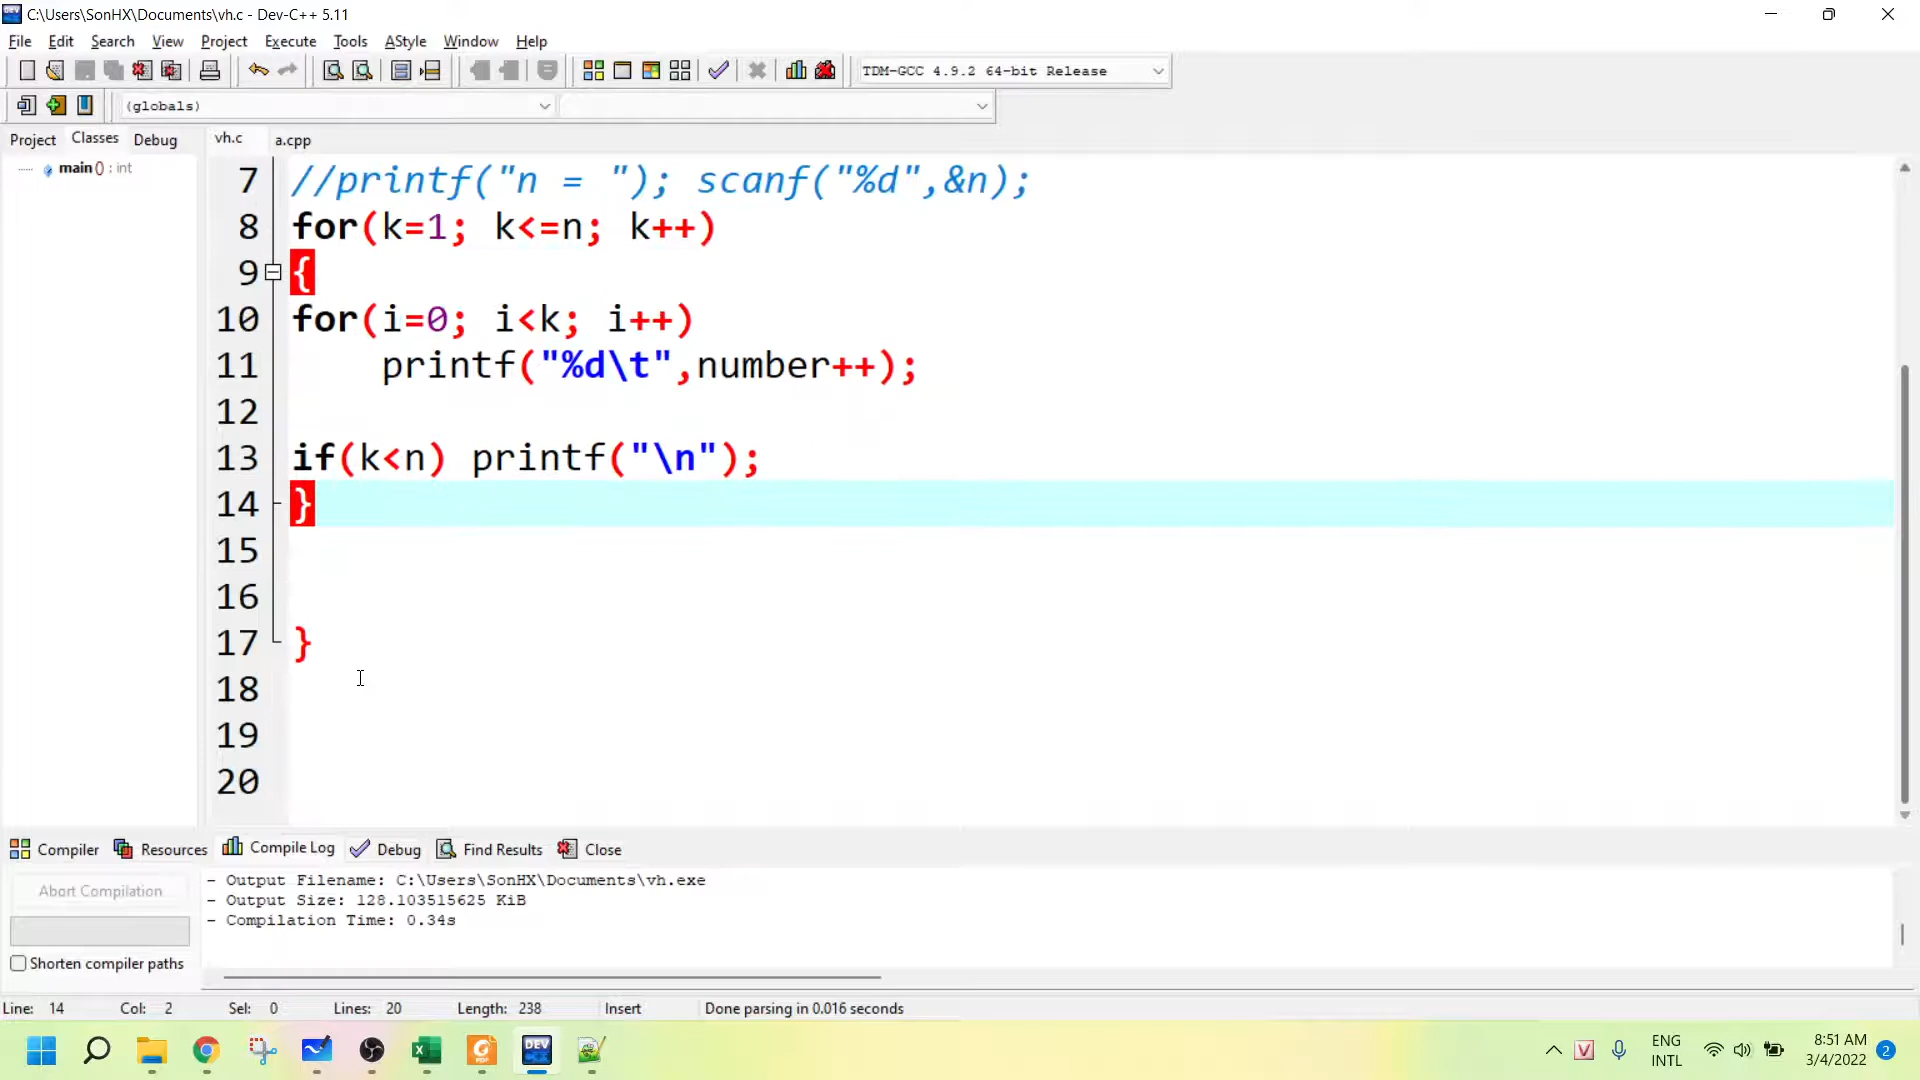 C:\Users\SonHX\Documents\vh.c - Dev-C++ 5.11
File Edit Search View Project Execute Tools AStyle Window Help
TDM-GCC 4.9.2 64-bit Release
(globals)
Project Classes Debug vh.c a.cpp
main () : int
7 //printf("n = "); scanf("%d",&n);
8 for(k=1; k<=n; k++)
9 {
10 for(i=0; i<k; i++)
11 printf("%d\t",number++);
12
13 if(k<n) printf("\n");
14 }
15
16
17 }
18
19
20
Compiler Resources Compile Log Debug Find Results Close
Abort Compilation
Shorten compiler paths
- Output Filename: C:\Users\SonHX\Documents\vh.exe
- Output Size: 128.103515625 KiB
- Compilation Time: 0.34s
Line: 14 Col: 2 Sel: 0 Lines: 20 Length: 238 Insert Done parsing in 0.016 seconds
DEV
V
ENG
INTL
8:51 AM
3/4/2022
2